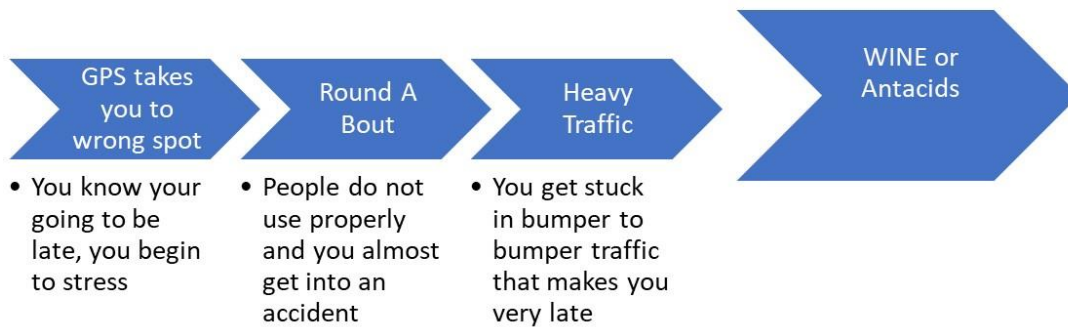 GPS takes
you to
wrong spot
• You know your
going to be
late, you begin
to stress
Round A
Bout
• People do not
use properly
and you almost
get into an
accident
Heavy
Traffic
• You get stuck
in bumper to
bumper traffic
that makes you
very late
WINE or
Antacids